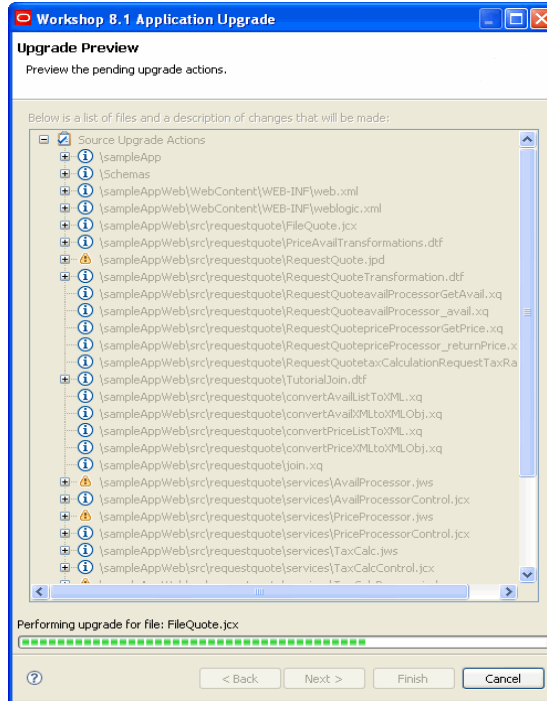 Workshop 8.1 Application Upgrade
Upgrade Preview
Preview the pending upgrade actions.
Below is a list of files and a description of changes that will be made:
Source Upgrade Actions
\sampleApp
\Schemas
\sampleAppWeb\WebContent\WEB-INF\web.xml
\sampleAppWeb\WebContent\WEB-INF\weblogic.xml
\sampleAppWeb\src\requestquote\FileQuote.jcx
\sampleAppWeb\src\requestquote\PriceAvailTransformations.dtf
\sampleAppWeb\src\requestquote\RequestQuote.jpd
\sampleAppWeb\src\requestquote\RequestQuoteTransformation.dtf
\sampleAppWeb\src\requestquote\RequestQuoteavailProcessorGetAvail.xq
\sampleAppWeb\src\requestquote\RequestQuoteavailProcessor_avail.xq
\sampleAppWeb\src\requestquote\RequestQuotepriceProcessorGetPrice.xq
\sampleAppWeb\src\requestquote\RequestQuotepriceProcessor_returnPrice.x
\sampleAppWeb\src\requestquote\RequestQuotetaxCalculationRequestTaxRa
\sampleAppWeb\src\requestquote\TutorialJoin.dtf
\sampleAppWeb\src\requestquote\convertAvailListToXML.xq
\sampleAppWeb\src\requestquote\convertAvailXMLtoXMLObj.xq
\sampleAppWeb\src\requestquote\convertPriceListToXML.xq
\sampleAppWeb\src\requestquote\convertPriceXMLtoXMLObj.xq
\sampleAppWeb\src\requestquote\join.xq
\sampleAppWeb\src\requestquote\services\AvailProcessor.jws
\sampleAppWeb\src\requestquote\services\AvailProcessorControl.jcx
\sampleAppWeb\src\requestquote\services\PriceProcessor.jws
\sampleAppWeb\src\requestquote\services\PriceProcessorControl.jcx
\sampleAppWeb\src\requestquote\services\TaxCalc.jws
\sampleAppWeb\src\requestquote\services\TaxCalcControl.jcx
Performing upgrade for file: FileQuote.jcx
< Back Next > Finish Cancel